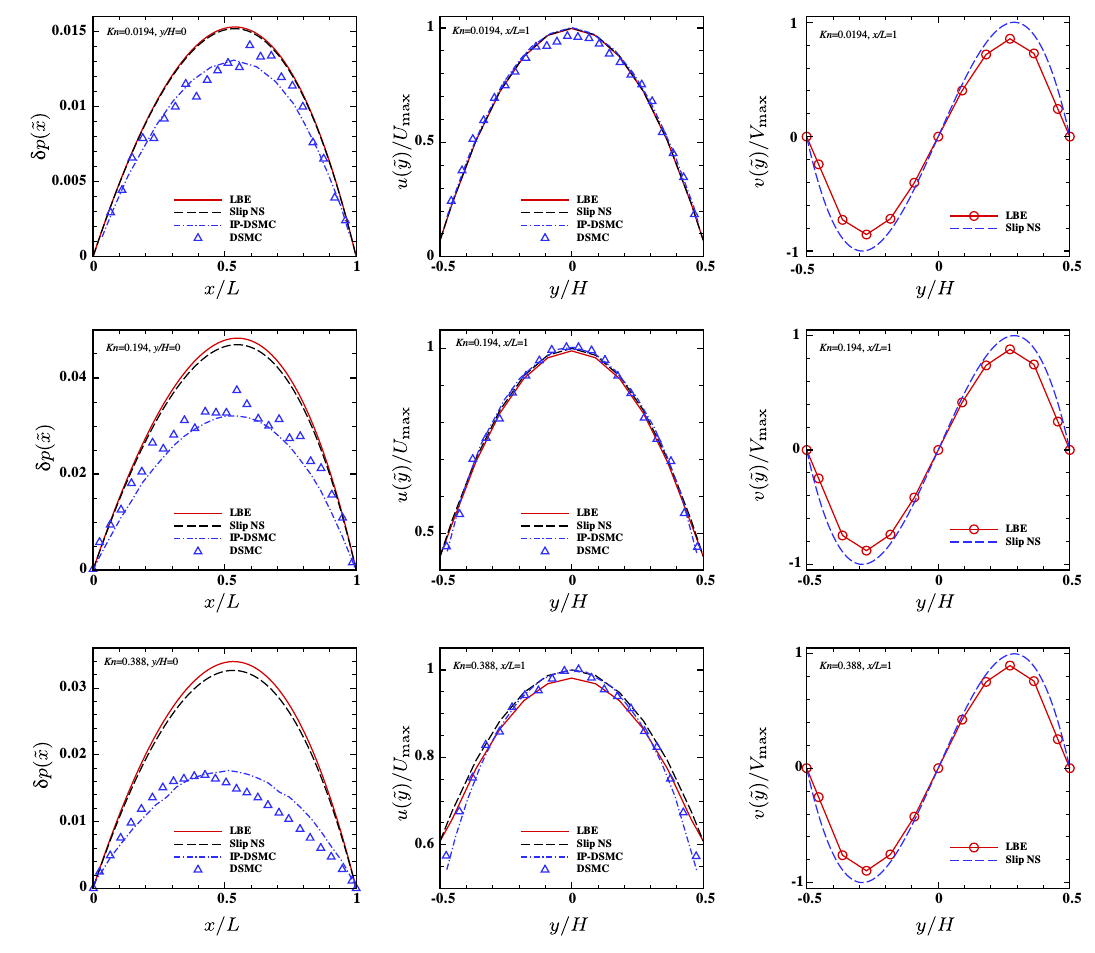 Kn=0.0194, y/H=0
δp(x̃)
0.015
0.01
0.005
0
0 0.5 1
x/L
LBE
Slip NS
IP-DSMC
DSMC
Kn=0.0194, x/L=1
u(ỹ)/U_max
1
0.5
0
-0.5 0 0.5
y/H
LBE
Slip NS
IP-DSMC
DSMC
Kn=0.0194, x/L=1
v(ỹ)/V_max
1
0
-1
-0.5 0 0.5
y/H
LBE
Slip NS
Kn=0.194, y/H=0
δp(x̃)
0.04
0.02
0
0 0.5 1
x/L
LBE
Slip NS
IP-DSMC
DSMC
Kn=0.194, x/L=1
u(ỹ)/U_max
1
0.5
-0.5 0 0.5
y/H
LBE
Slip NS
IP-DSMC
DSMC
Kn=0.194, x/L=1
v(ỹ)/V_max
1
0
-1
-0.5 0 0.5
y/H
LBE
Slip NS
Kn=0.388, y/H=0
δp(x̃)
0.03
0.02
0.01
0
0 0.5 1
x/L
LBE
Slip NS
IP-DSMC
DSMC
Kn=0.388, x/L=1
u(ỹ)/U_max
1
0.8
0.6
-0.5 0 0.5
y/H
LBE
Slip NS
IP-DSMC
DSMC
Kn=0.388, x/L=1
v(ỹ)/V_max
1
0
-1
-0.5 0 0.5
y/H
LBE
Slip NS